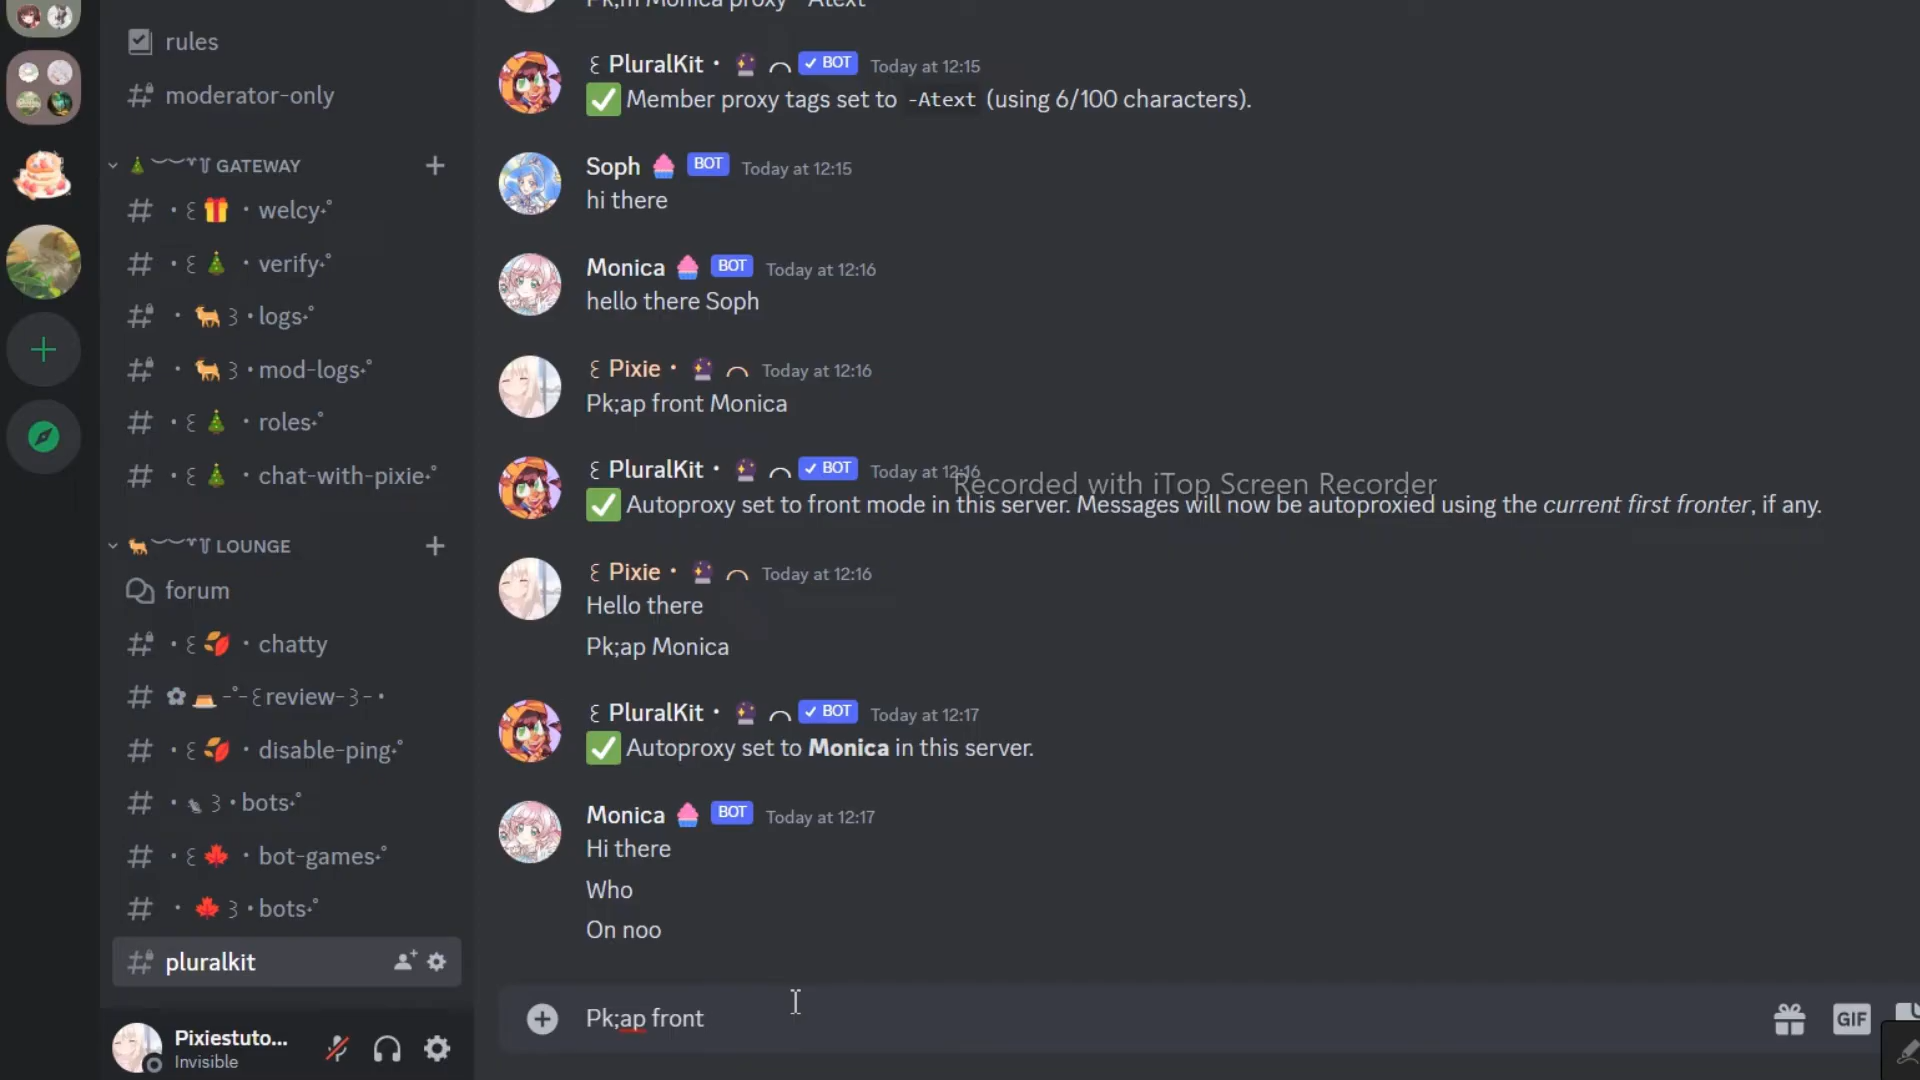 rules
moderator-only
GATEWAY
welcy
verify
logs
mod-logs
roles
chat-with-pixie
LOUNGE
forum
chatty
review
disable-ping
bots
bot-games
bots
pluralkit
Pixiestuto...
Invisible
Pk;m Monica proxy -Atext
PluralKit · BOT Today at 12:15
Member proxy tags set to -Atext (using 6/100 characters).
Soph BOT Today at 12:15
hi there
Monica BOT Today at 12:16
hello there Soph
Pixie · Today at 12:16
Pk;ap front Monica
PluralKit · BOT Today at 12:16
Recorded with iTop Screen Recorder
Autoproxy set to front mode in this server. Messages will now be autoproxied using the current first fronter, if any.
Pixie · Today at 12:16
Hello there
Pk;ap Monica
PluralKit · BOT Today at 12:17
Autoproxy set to Monica in this server.
Monica BOT Today at 12:17
Hi there
Who
On noo
Pk;ap front
GIF